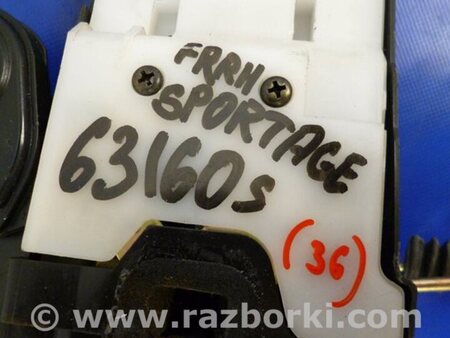 FRRH
SPORTAGE
63160s
(36)
© www.razborki.com/